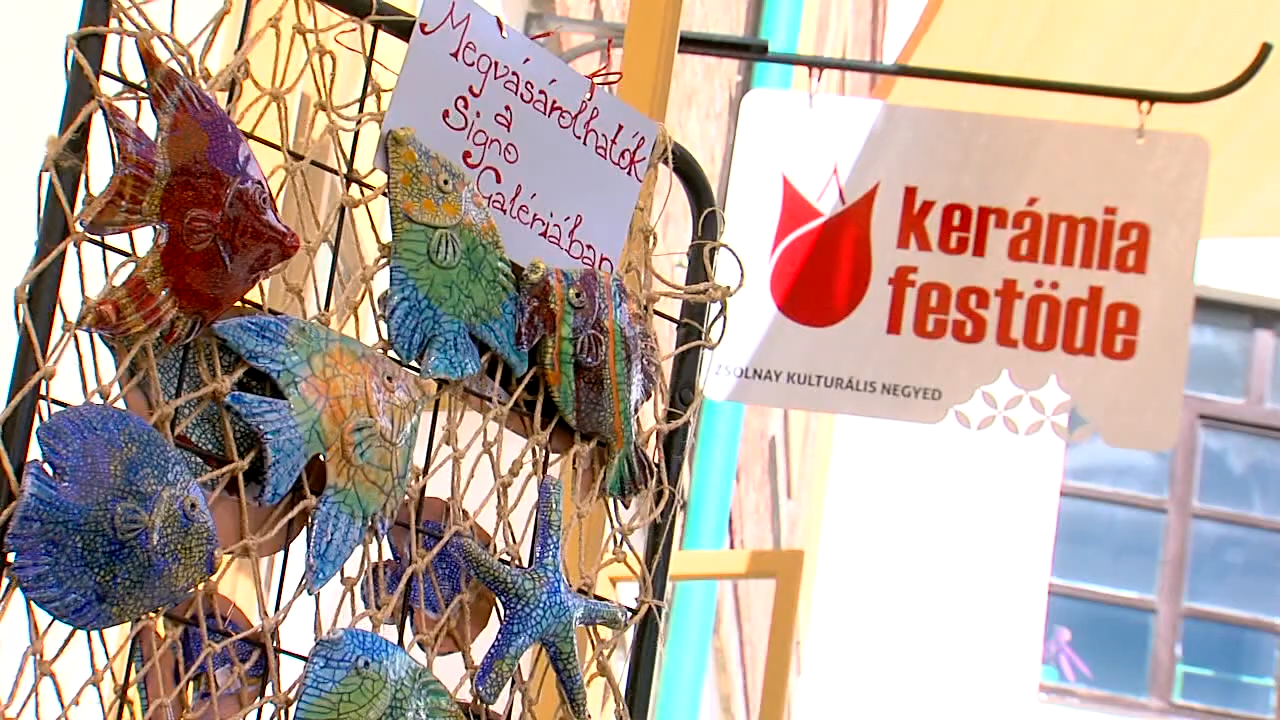 Megvásárolhatók
a
Signo
Galériában
kerámia
festöde
ZSOLNAY KULTURÁLIS NEGYED